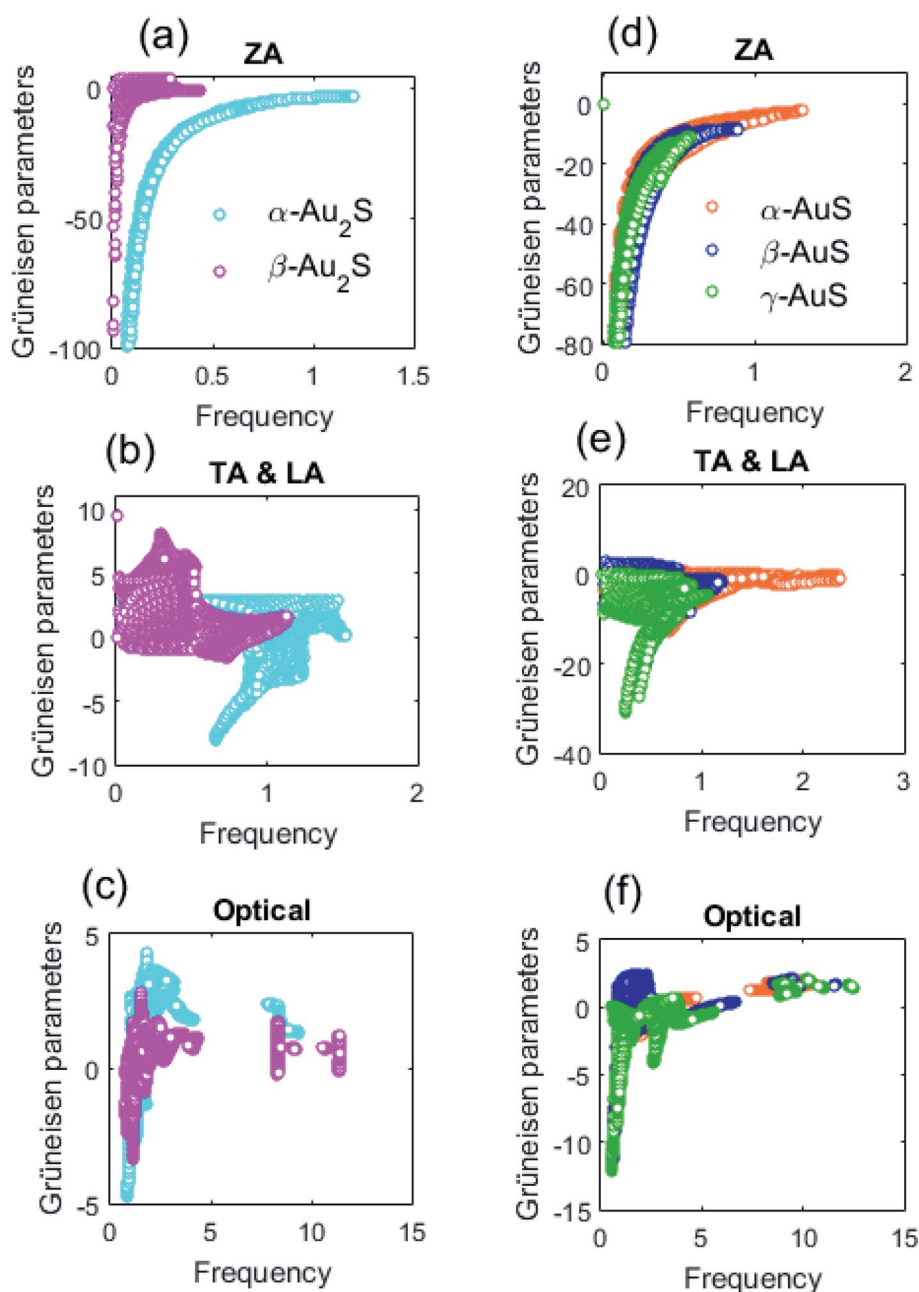 (a)
ZA
Grüneisen parameters
0
-50
-100
α-Au2S
β-Au2S
0
0.5
1
1.5
Frequency
(d)
ZA
Grüneisen parameters
0
-20
-40
-60
-80
α-AuS
β-AuS
γ-AuS
0
1
2
Frequency
(b)
TA & LA
Grüneisen parameters
10
5
0
-5
-10
0
1
2
Frequency
(e)
TA & LA
Grüneisen parameters
20
0
-20
-40
0
1
2
3
Frequency
(c)
Optical
Grüneisen parameters
5
0
-5
0
5
10
15
Frequency
(f)
Optical
Grüneisen parameters
5
0
-5
-10
-15
0
5
10
15
Frequency